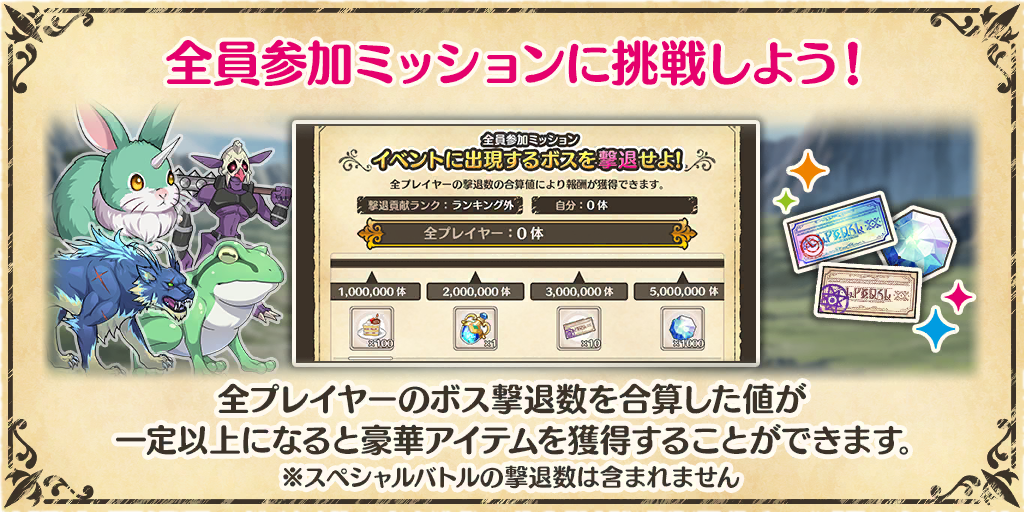 全員参加ミッションに挑戦しよう！
全員参加ミッション
イベントに出現するボスを撃退せよ！
全プレイヤーの撃退数の合算値により報酬が獲得できます。
撃退貢献ランク：ランキング外
自分：0 体
全プレイヤー：0 体
1,000,000 体
2,000,000 体
3,000,000 体
5,000,000 体
×100
×1
×10
×1000
全プレイヤーのボス撃退数を合算した値が
一定以上になると豪華アイテムを獲得することができます。
※スペシャルバトルの撃退数は含まれません